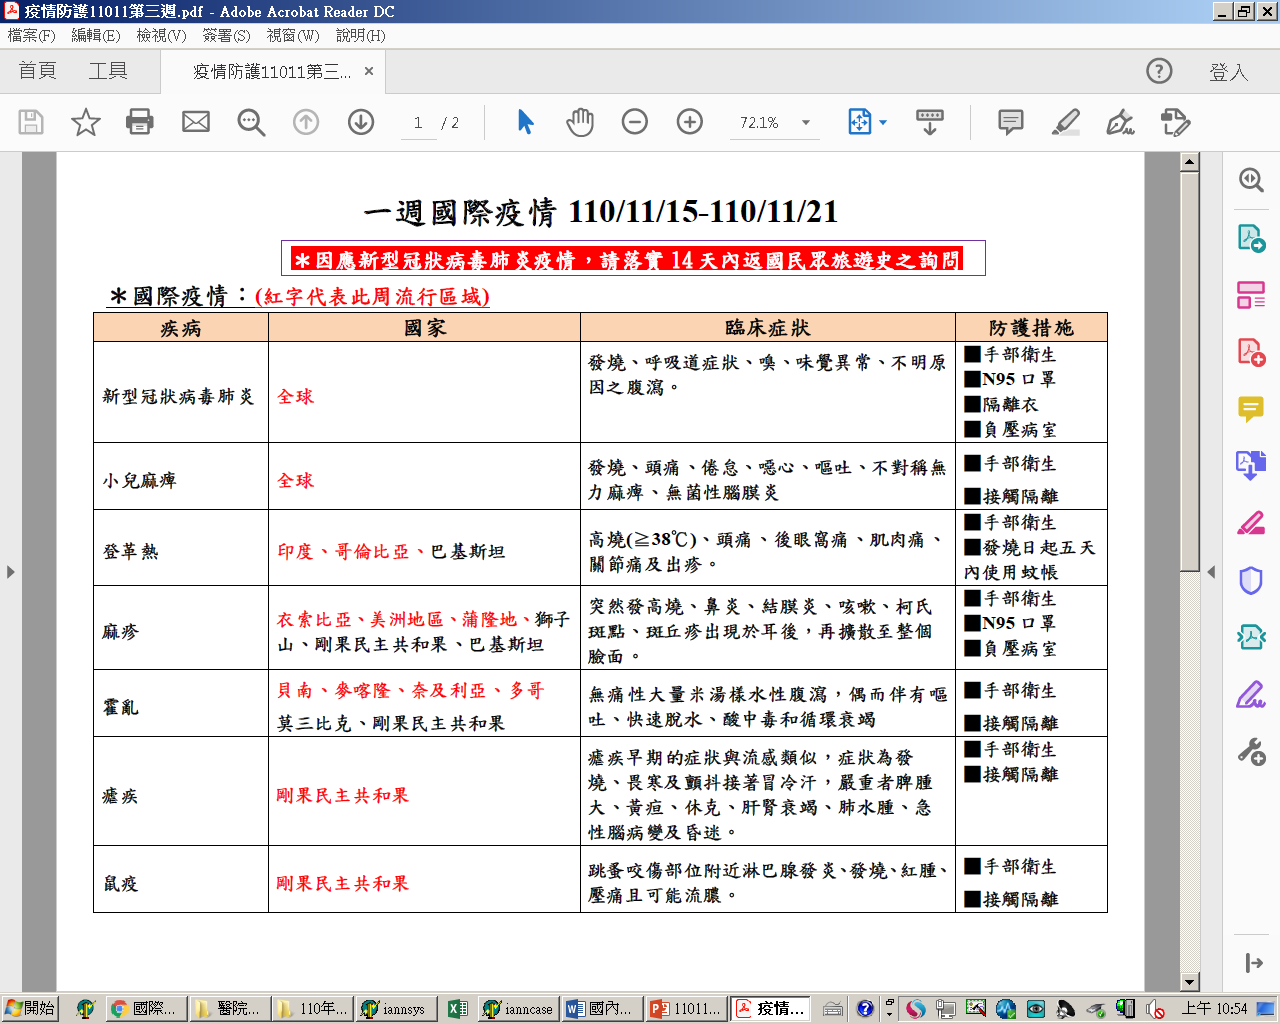 疫情防護11011第三週.pdf - Adobe Acrobat Reader DC
檔案(F) 編輯(E) 檢視(V) 簽署(S) 視窗(W) 說明(H)
首頁 工具 疫情防護11011第三... × 登入
1 / 2 72.1%
一週國際疫情 110/11/15-110/11/21
＊因應新型冠狀病毒肺炎疫情，請落實 14 天內返國民眾旅遊史之詢問
＊國際疫情：(紅字代表此周流行區域)
疾病 國家 臨床症狀 防護措施
新型冠狀病毒肺炎
全球
發燒、呼吸道症狀、嗅、味覺異常、不明原
因之腹瀉。
■手部衛生
■N95 口罩
■隔離衣
■負壓病室
小兒麻痺
全球
發燒、頭痛、倦怠、噁心、嘔吐、不對稱無
力麻痺、無菌性腦膜炎
■手部衛生
■接觸隔離
登革熱
印度、哥倫比亞、巴基斯坦
高燒(≧38℃)、頭痛、後眼窩痛、肌肉痛、
關節痛及出疹。
■手部衛生
■發燒日起五天
內使用蚊帳
麻疹
衣索比亞、美洲地區、蒲隆地、獅子
山、剛果民主共和果、巴基斯坦
突然發高燒、鼻炎、結膜炎、咳嗽、柯氏
斑點、斑丘疹出現於耳後，再擴散至整個
臉面。
■手部衛生
■N95 口罩
■負壓病室
霍亂
貝南、麥喀隆、奈及利亞、多哥
莫三比克、剛果民主共和果
無痛性大量米湯樣水性腹瀉，偶而伴有嘔
吐、快速脫水、酸中毒和循環衰竭
■手部衛生
■接觸隔離
瘧疾
剛果民主共和果
瘧疾早期的症狀與流感類似，症狀為發
燒、畏寒及顫抖接著冒冷汗，嚴重者脾腫
大、黃疸、休克、肝腎衰竭、肺水腫、急
性腦病變及昏迷。
■手部衛生
■接觸隔離
鼠疫
剛果民主共和果
跳蚤咬傷部位附近淋巴腺發炎、發燒、紅腫、
壓痛且可能流膿。
■手部衛生
■接觸隔離
開始 國際... 醫院... 110年... iannsys ianncase 國內... 11011... 疫情... 上午 10:54